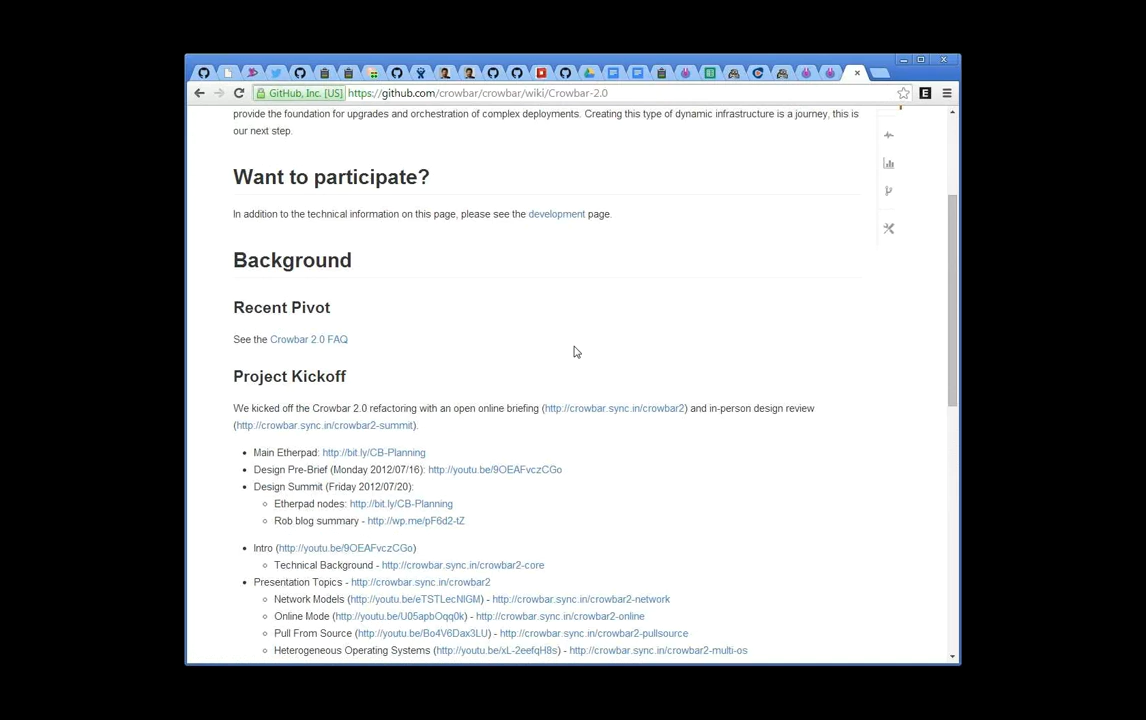 GitHub, Inc. [US] https://github.com/crowbar/crowbar/wiki/Crowbar-2.0
provide the foundation for upgrades and orchestration of complex deployments. Creating this type of dynamic infrastructure is a journey, this is
our next step.
Want to participate?
In addition to the technical information on this page, please see the development page.
Background
Recent Pivot
See the Crowbar 2.0 FAQ
Project Kickoff
We kicked off the Crowbar 2.0 refactoring with an open online briefing (http://crowbar.sync.in/crowbar2) and in-person design review
(http://crowbar.sync.in/crowbar2-summit).
• Main Etherpad: http://bit.ly/CB-Planning
• Design Pre-Brief (Monday 2012/07/16): http://youtu.be/9OEAFvczCGo
• Design Summit (Friday 2012/07/20):
○ Etherpad nodes: http://bit.ly/CB-Planning
○ Rob blog summary - http://wp.me/pF6d2-tZ
• Intro (http://youtu.be/9OEAFvczCGo)
○ Technical Background - http://crowbar.sync.in/crowbar2-core
• Presentation Topics - http://crowbar.sync.in/crowbar2
○ Network Models (http://youtu.be/eTSTLecNIGM) - http://crowbar.sync.in/crowbar2-network
○ Online Mode (http://youtu.be/U05apbOqq0k) - http://crowbar.sync.in/crowbar2-online
○ Pull From Source (http://youtu.be/Bo4V6Dax3LU) - http://crowbar.sync.in/crowbar2-pullsource
○ Heterogeneous Operating Systems (http://youtu.be/xL-2eefqH8s) - http://crowbar.sync.in/crowbar2-multi-os